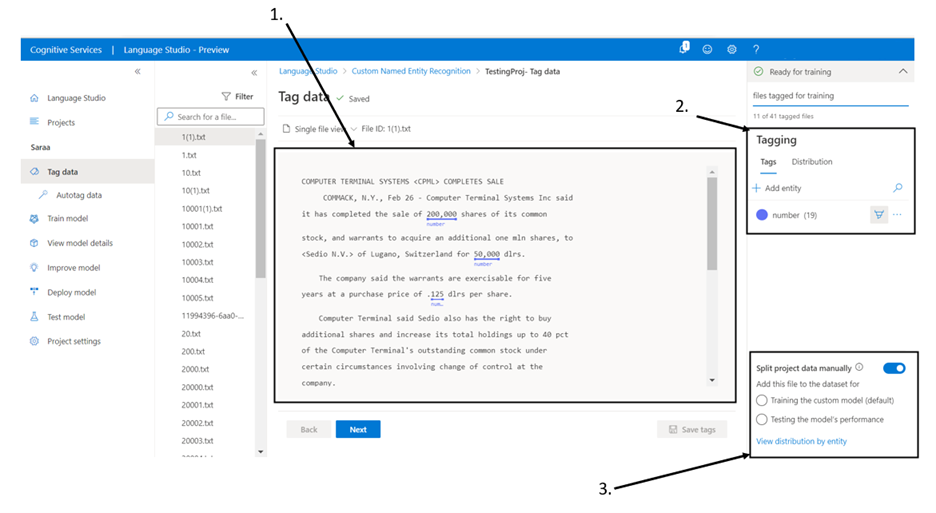 1.
Cognitive Services | Language Studio - Preview
1
?
«
Language Studio
Projects
Saraa
Tag data
Autotag data
Train model
View model details
Improve model
Deploy model
Test model
Project settings
«
Filter
Search for a file...
1(1).txt
1.txt
10.txt
10(1).txt
10001(1).txt
10001.txt
10002.txt
10003.txt
10004.txt
10005.txt
11994396-6aa0-...
20.txt
200.txt
2000.txt
20000.txt
20001.txt
20002.txt
20003.txt
Language Studio > Custom Named Entity Recognition > TestingProj- Tag data
Tag data Saved
Single file view File ID: 1(1).txt
COMPUTER TERMINAL SYSTEMS <CPML> COMPLETES SALE
COMMACK, N.Y., Feb 26 - Computer Terminal Systems Inc said
it has completed the sale of 200,000 shares of its common
number
stock, and warrants to acquire an additional one mln shares, to
<Sedio N.V.> of Lugano, Switzerland for 50,000 dlrs.
number
The company said the warrants are exercisable for five
years at a purchase price of .125 dlrs per share.
num...
Computer Terminal said Sedio also has the right to buy
additional shares and increase its total holdings up to 40 pct
of the Computer Terminal's outstanding common stock under
certain circumstances involving change of control at the
company.
Back
Next
Save tags
Ready for training
files tagged for training
11 of 41 tagged files
2.
Tagging
Tags Distribution
+ Add entity
number (19) ...
Split project data manually
Add this file to the dataset for
Training the custom model (default)
Testing the model's performance
View distribution by entity
3.